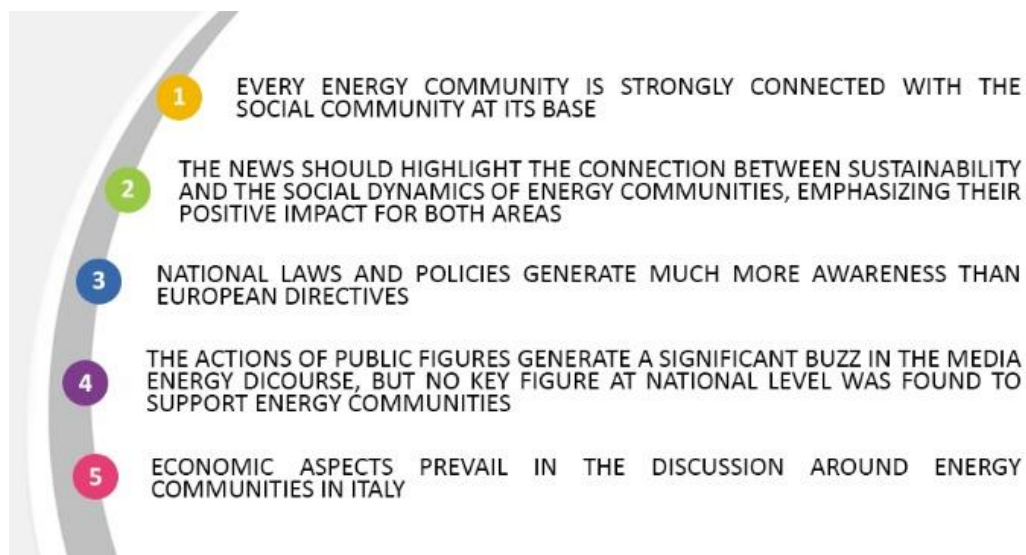 1
EVERY ENERGY COMMUNITY IS STRONGLY CONNECTED WITH THE
SOCIAL COMMUNITY AT ITS BASE
2
THE NEWS SHOULD HIGHLIGHT THE CONNECTION BETWEEN SUSTAINABILITY
AND THE SOCIAL DYNAMICS OF ENERGY COMMUNITIES, EMPHASIZING THEIR
POSITIVE IMPACT FOR BOTH AREAS
3
NATIONAL LAWS AND POLICIES GENERATE MUCH MORE AWARENESS THAN
EUROPEAN DIRECTIVES
4
THE ACTIONS OF PUBLIC FIGURES GENERATE A SIGNIFICANT BUZZ IN THE MEDIA
ENERGY DICOURSE, BUT NO KEY FIGURE AT NATIONAL LEVEL WAS FOUND TO
SUPPORT ENERGY COMMUNITIES
5
ECONOMIC ASPECTS PREVAIL IN THE DISCUSSION AROUND ENERGY
COMMUNITIES IN ITALY